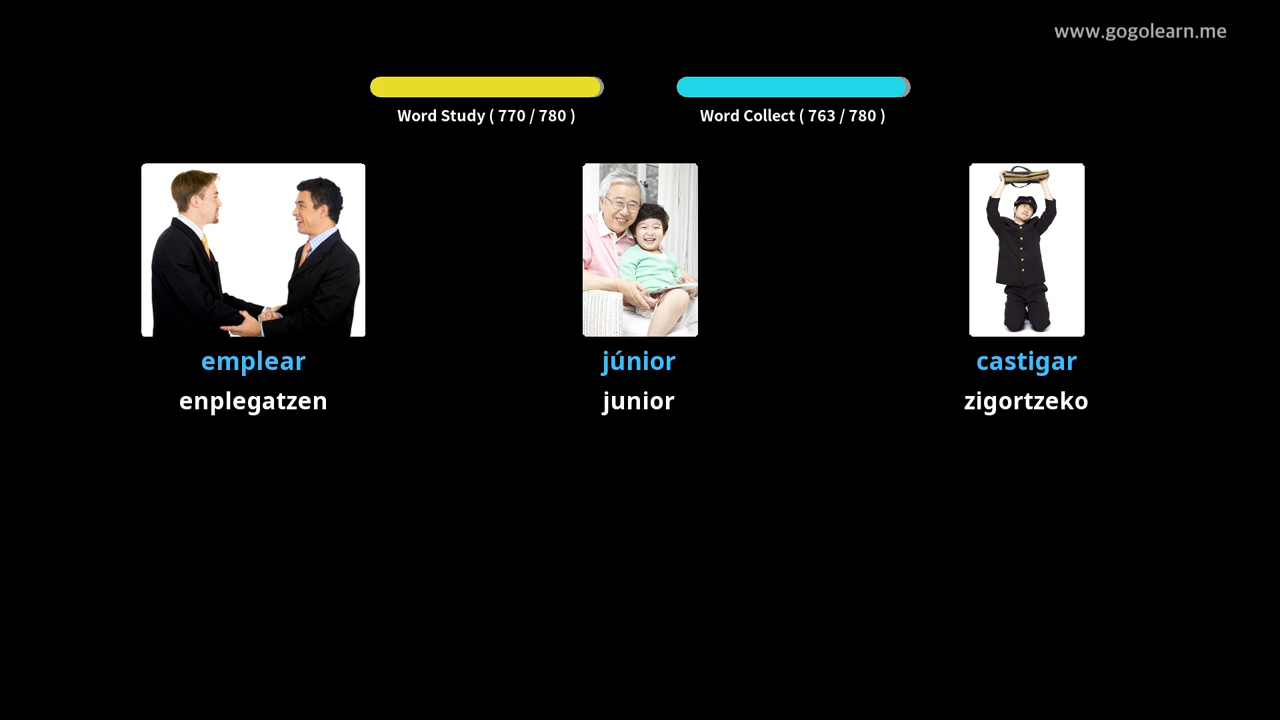 www.gogolearn.me
Word Study ( 770 / 780 )
Word Collect ( 763 / 780 )
emplear
júnior
castigar
enplegatzen
junior
zigortzeko